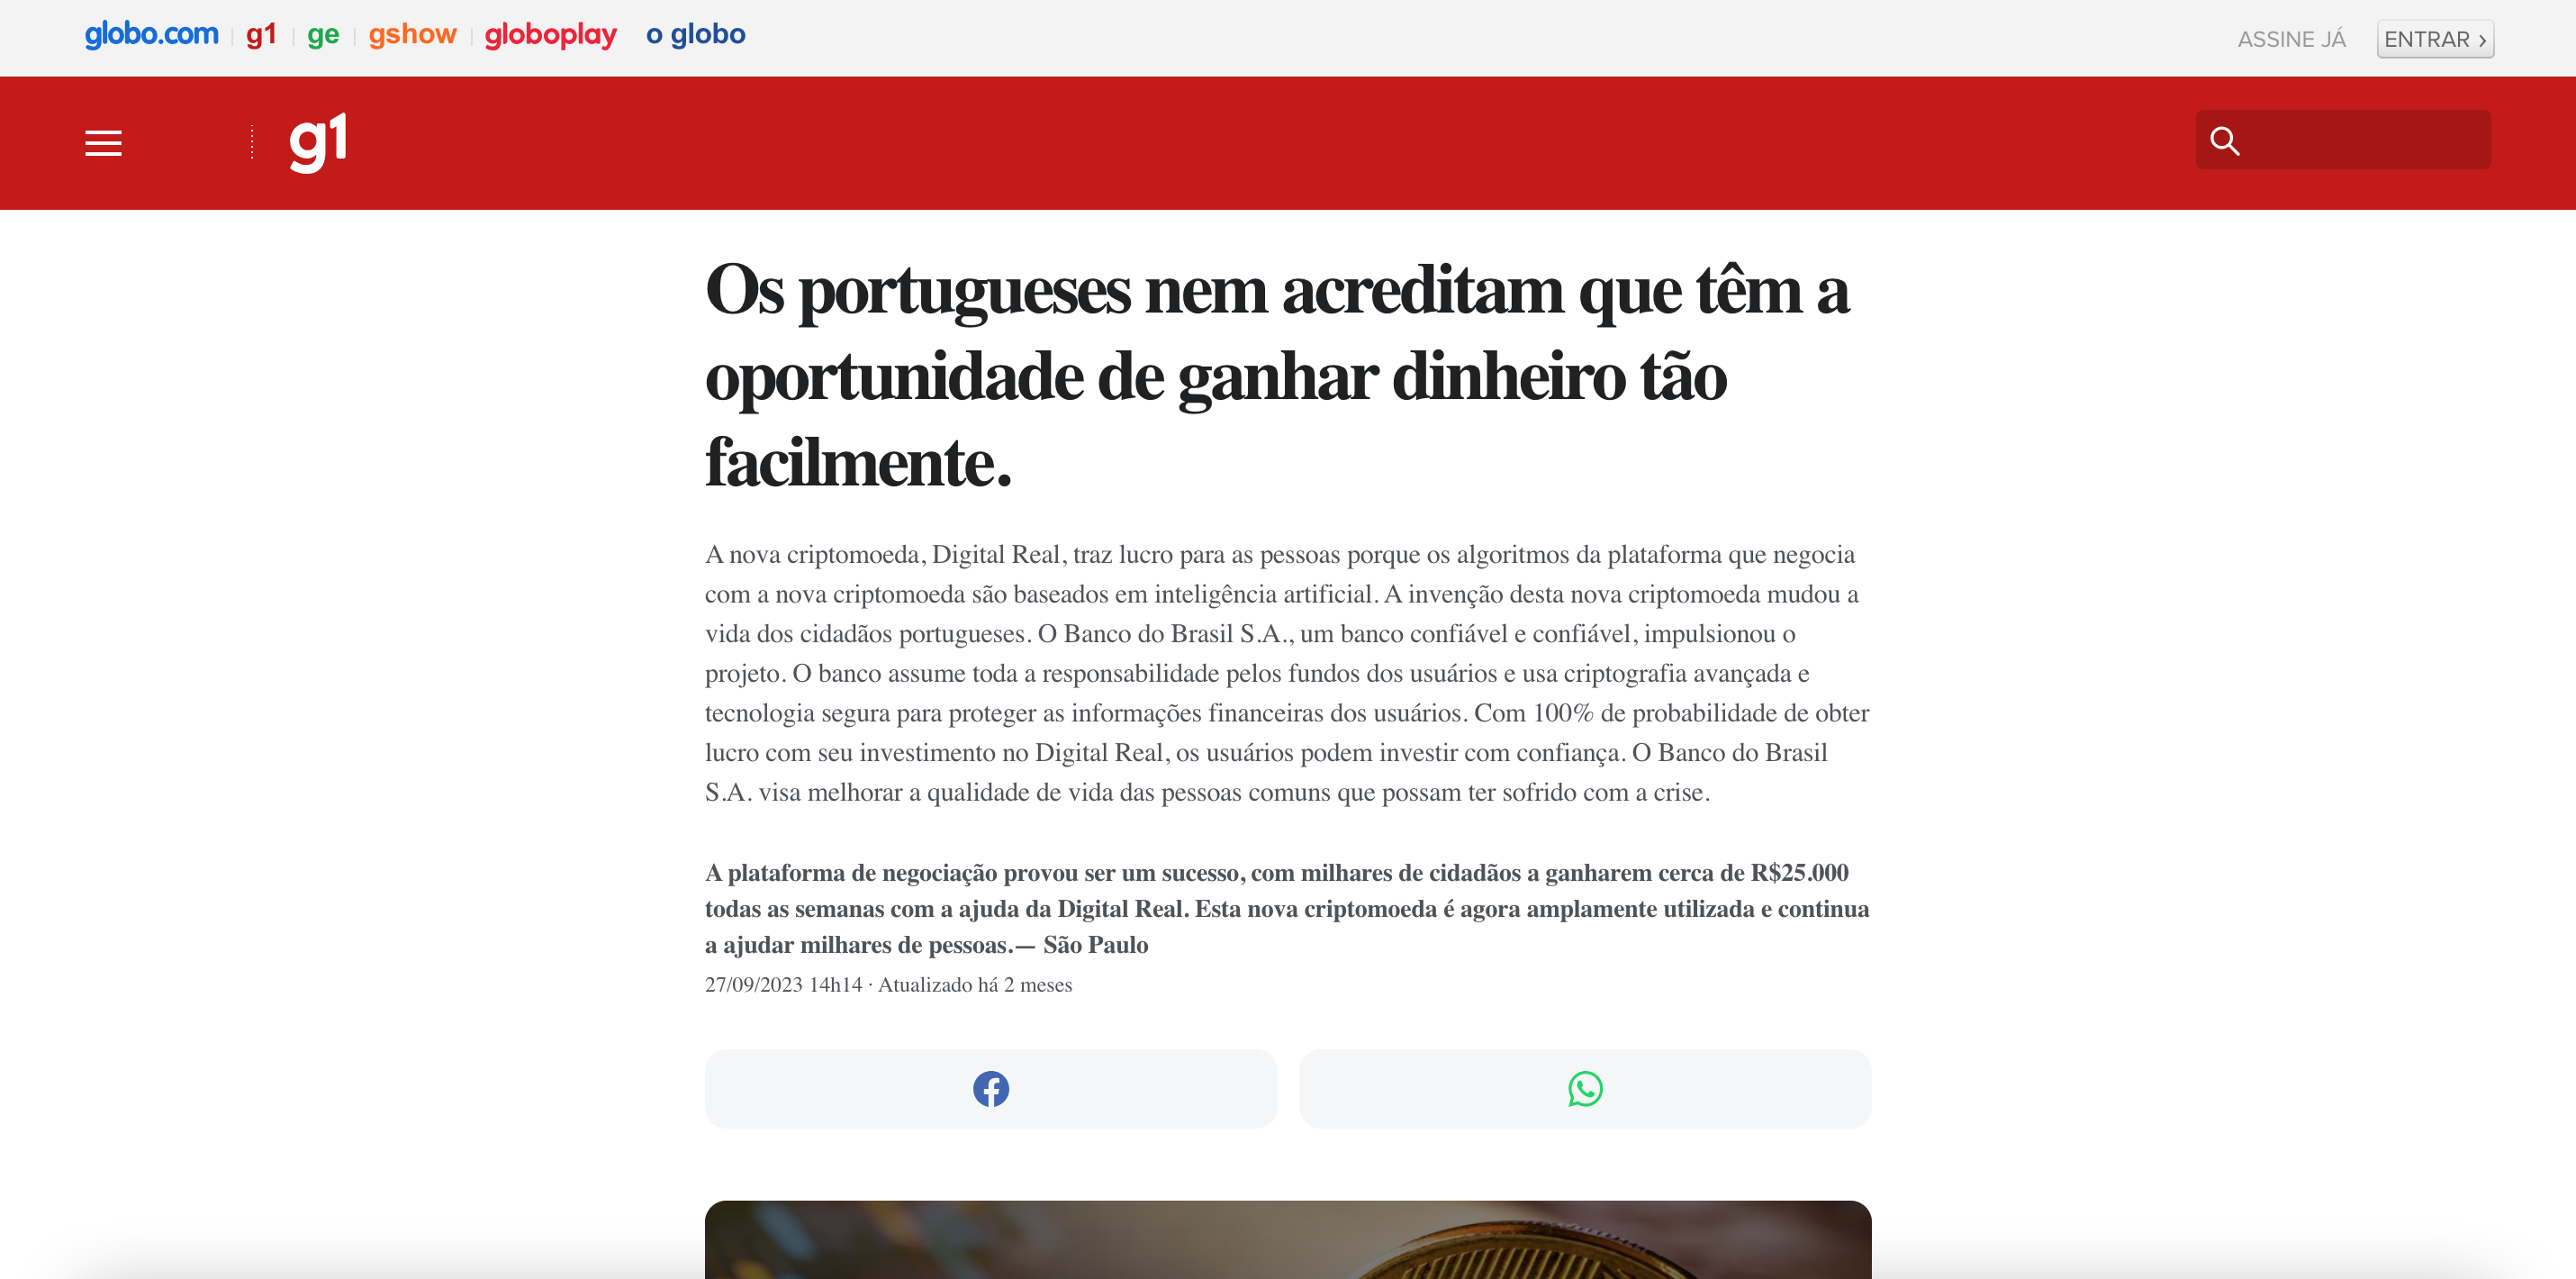 globo.com g1 ge gshow globoplay o globo ASSINE JÁ ENTRAR ›
g1
Os portugueses nem acreditam que têm a
oportunidade de ganhar dinheiro tão
facilmente.
A nova criptomoeda, Digital Real, traz lucro para as pessoas porque os algoritmos da plataforma que negocia
com a nova criptomoeda são baseados em inteligência artificial. A invenção desta nova criptomoeda mudou a
vida dos cidadãos portugueses. O Banco do Brasil S.A., um banco confiável e confiável, impulsionou o
projeto. O banco assume toda a responsabilidade pelos fundos dos usuários e usa criptografia avançada e
tecnologia segura para proteger as informações financeiras dos usuários. Com 100% de probabilidade de obter
lucro com seu investimento no Digital Real, os usuários podem investir com confiança. O Banco do Brasil
S.A. visa melhorar a qualidade de vida das pessoas comuns que possam ter sofrido com a crise.
A plataforma de negociação provou ser um sucesso, com milhares de cidadãos a ganharem cerca de R$25.000
todas as semanas com a ajuda da Digital Real. Esta nova criptomoeda é agora amplamente utilizada e continua
a ajudar milhares de pessoas.— São Paulo
27/09/2023 14h14 · Atualizado há 2 meses